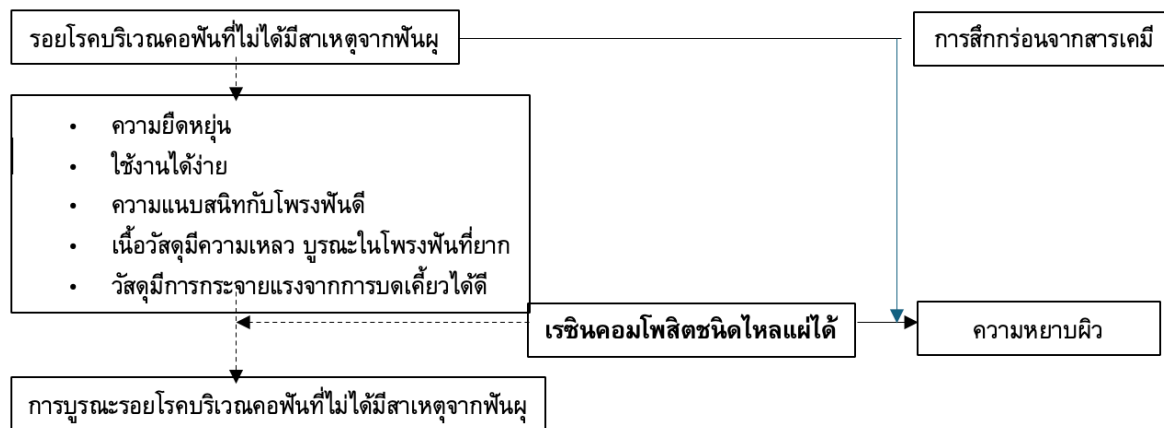 รอยโรคบริเวณคอฟันที่ไม่ได้มีสาเหตุจากฟันผุ
การสึกกร่อนจากสารเคมี
• ความยืดหยุ่น
• ใช้งานได้ง่าย
• ความแนบสนิทกับโพรงฟันดี
• เนื้อวัสดุมีความเหลว บูรณะในโพรงฟันที่ยาก
• วัสดุมีการกระจายแรงจากการบดเคี้ยวได้ดี
เรซินคอมโพสิตชนิดไหลแผ่ได้
ความหยาบผิว
การบูรณะรอยโรคบริเวณคอฟันที่ไม่ได้มีสาเหตุจากฟันผุ